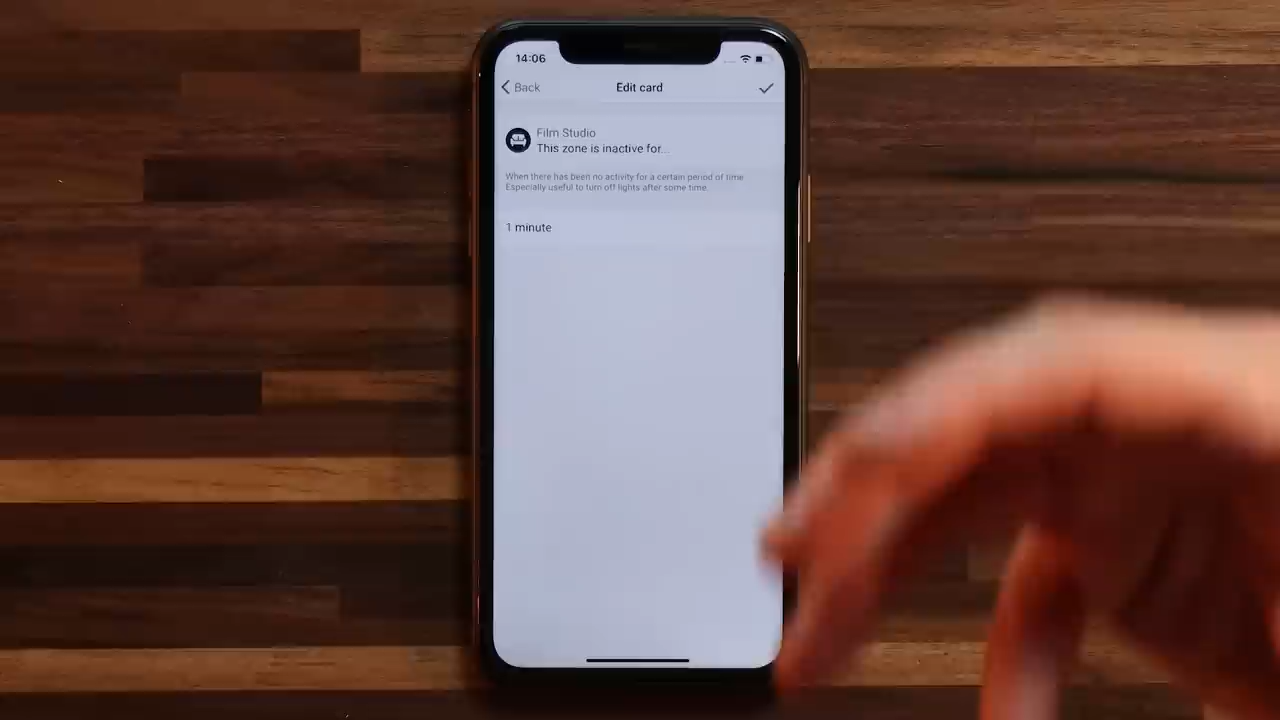 14:06
Back
Edit card
Film Studio
This zone is inactive for...
When there has been no activity for a certain period of time.
Especially useful to turn off lights after some time.
1 minute